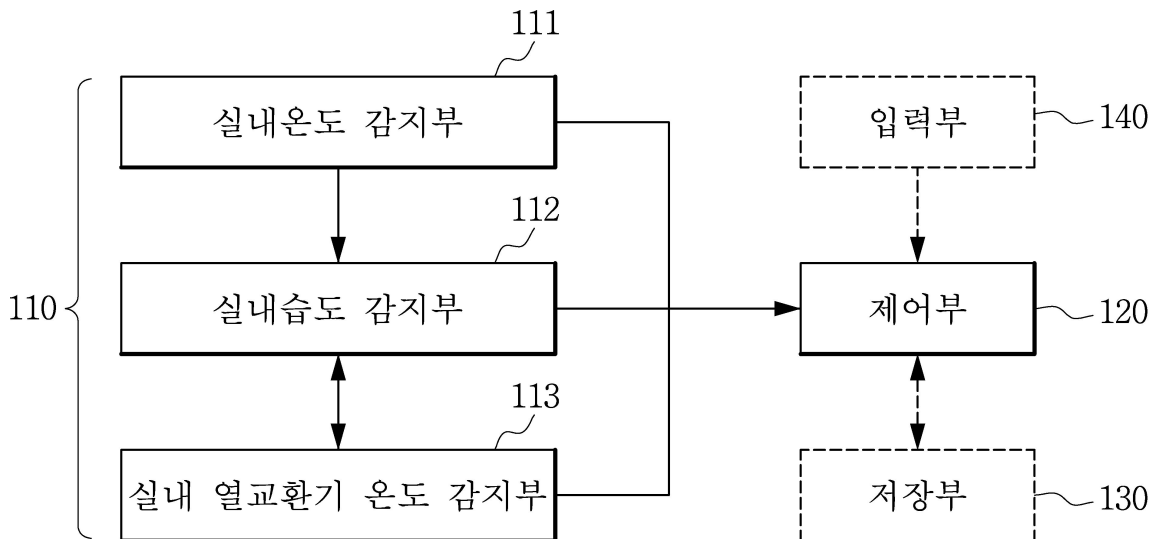 111
실내온도 감지부
입력부
140
112
110
실내습도 감지부
제어부
120
113
실내 열교환기 온도 감지부
저장부
130